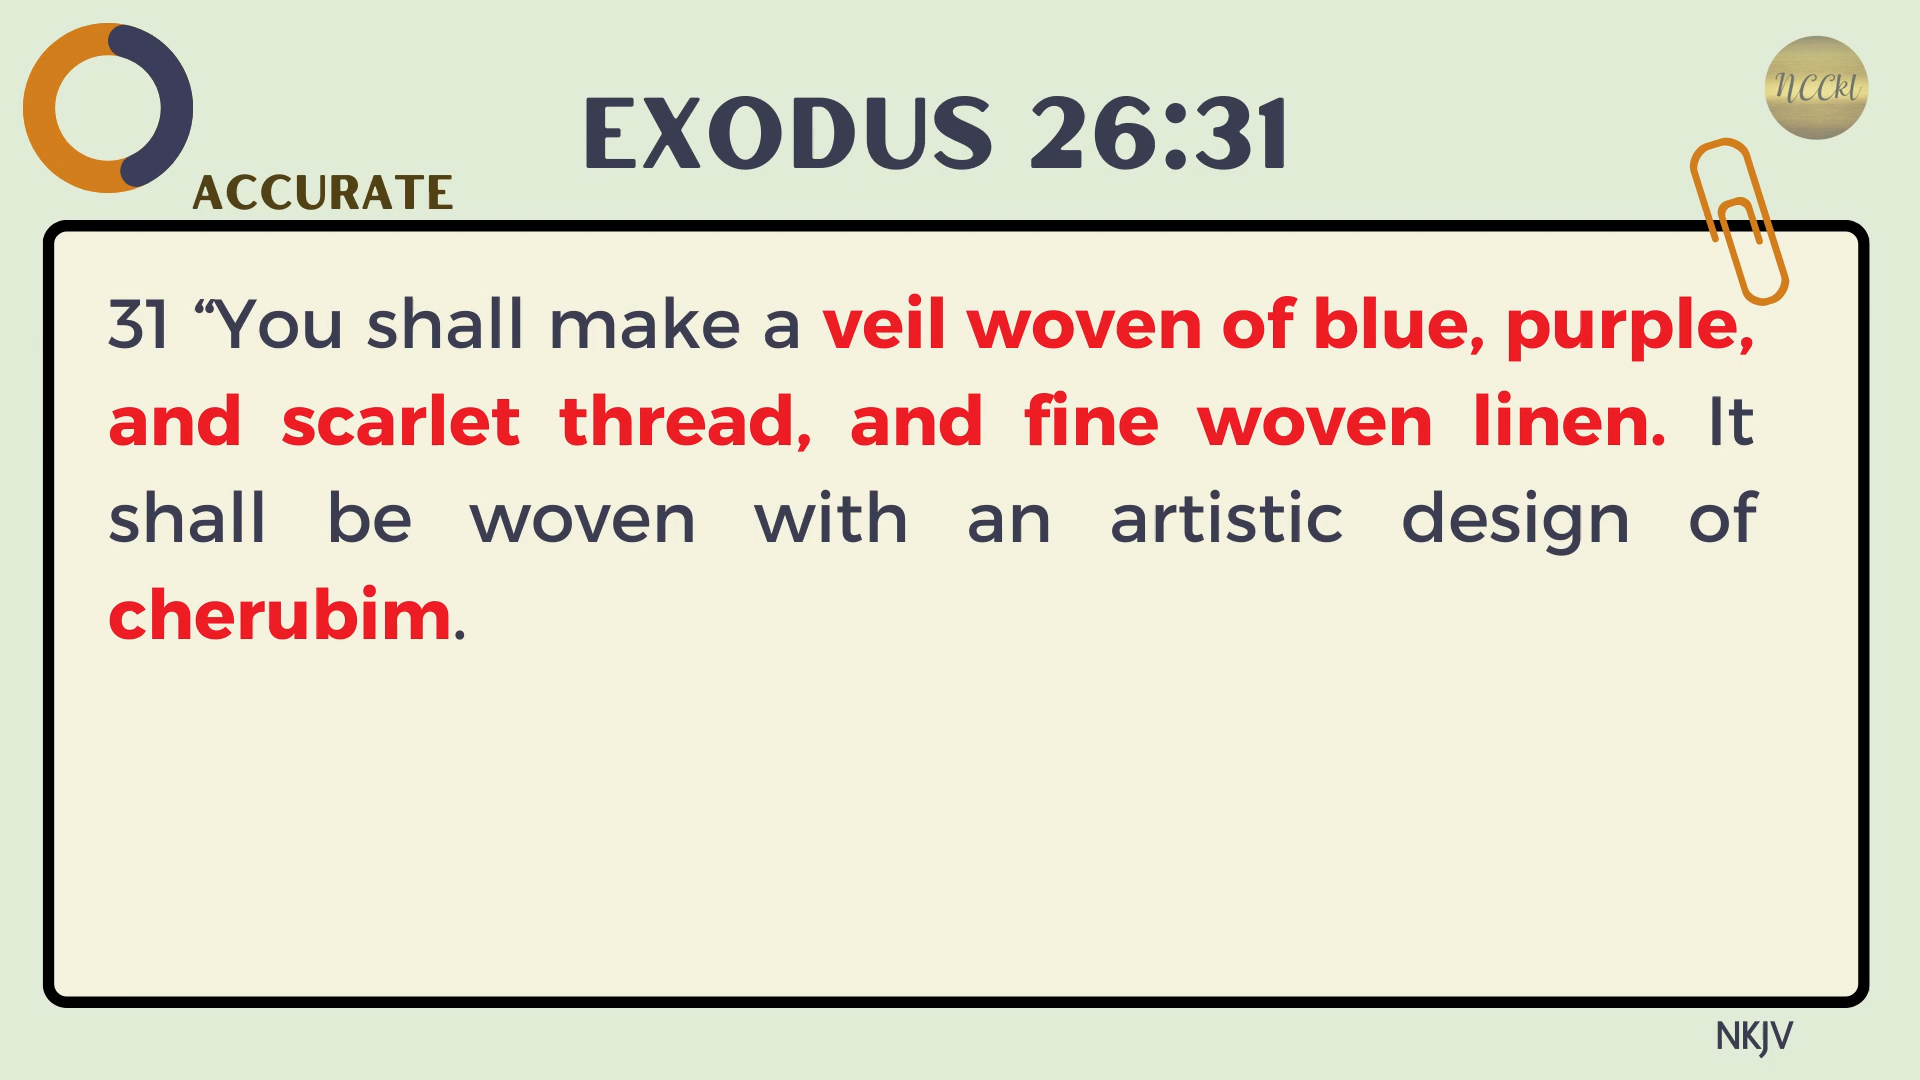 NCCkl
EXODUS 26:31
ACCURATE
31 “You shall make a veil woven of blue, purple,
and scarlet thread, and fine woven linen. It
shall be woven with an artistic design of
cherubim.
NKJV